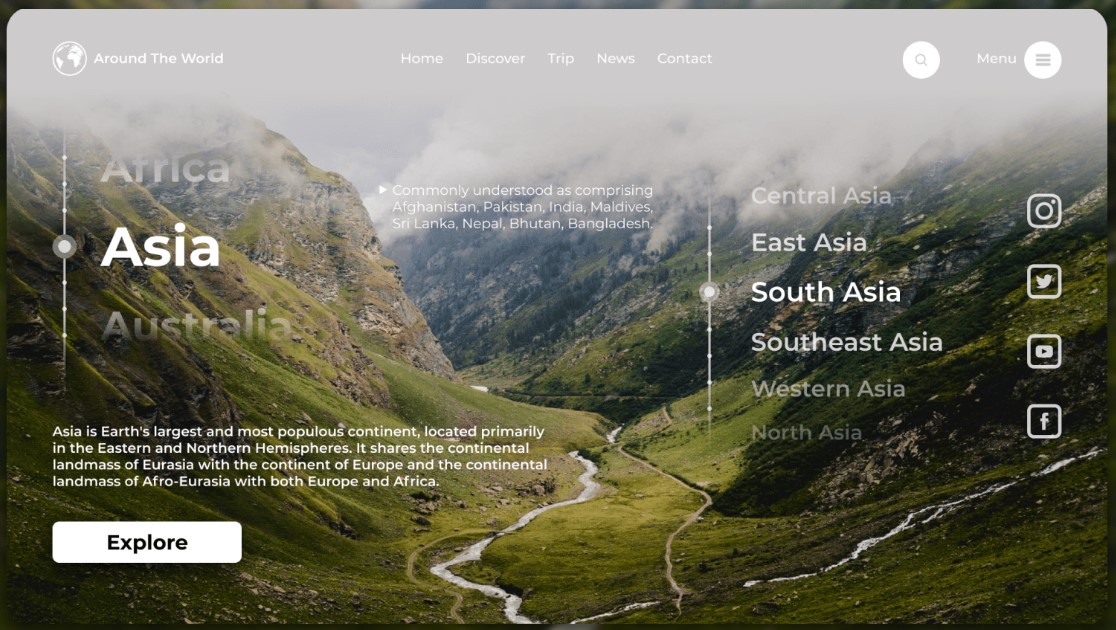 Around The World
Home Discover Trip News Contact
Menu
Africa
Asia
Australia
Commonly understood as comprising
Afghanistan, Pakistan, India, Maldives,
Sri Lanka, Nepal, Bhutan, Bangladesh.
Central Asia
East Asia
South Asia
Southeast Asia
Western Asia
North Asia
Asia is Earth's largest and most populous continent, located primarily
in the Eastern and Northern Hemispheres. It shares the continental
landmass of Eurasia with the continent of Europe and the continental
landmass of Afro-Eurasia with both Europe and Africa.
Explore